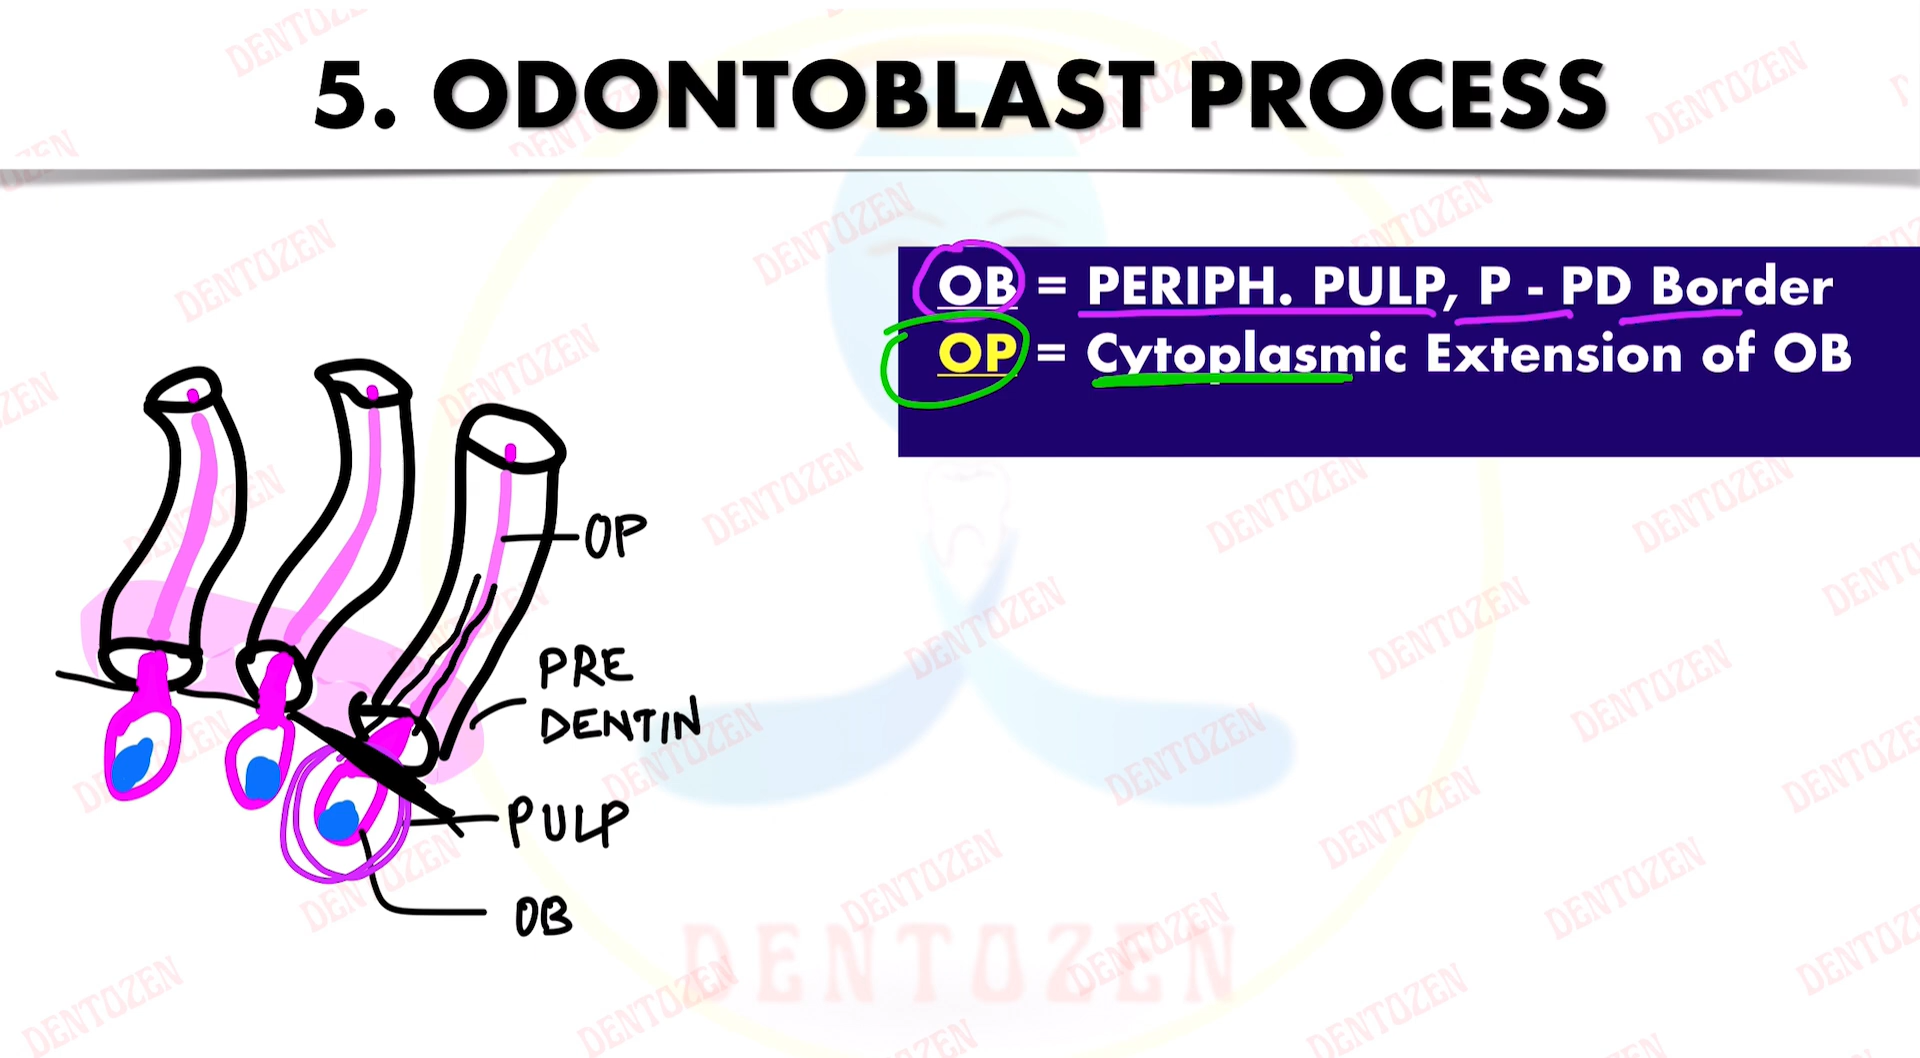 5. ODONTOBLAST PROCESS
OB = PERIPH. PULP, P - PD Border
OP = Cytoplasmic Extension of OB
OP
PRE
DENTIN
PULP
OB
DENTOZEN